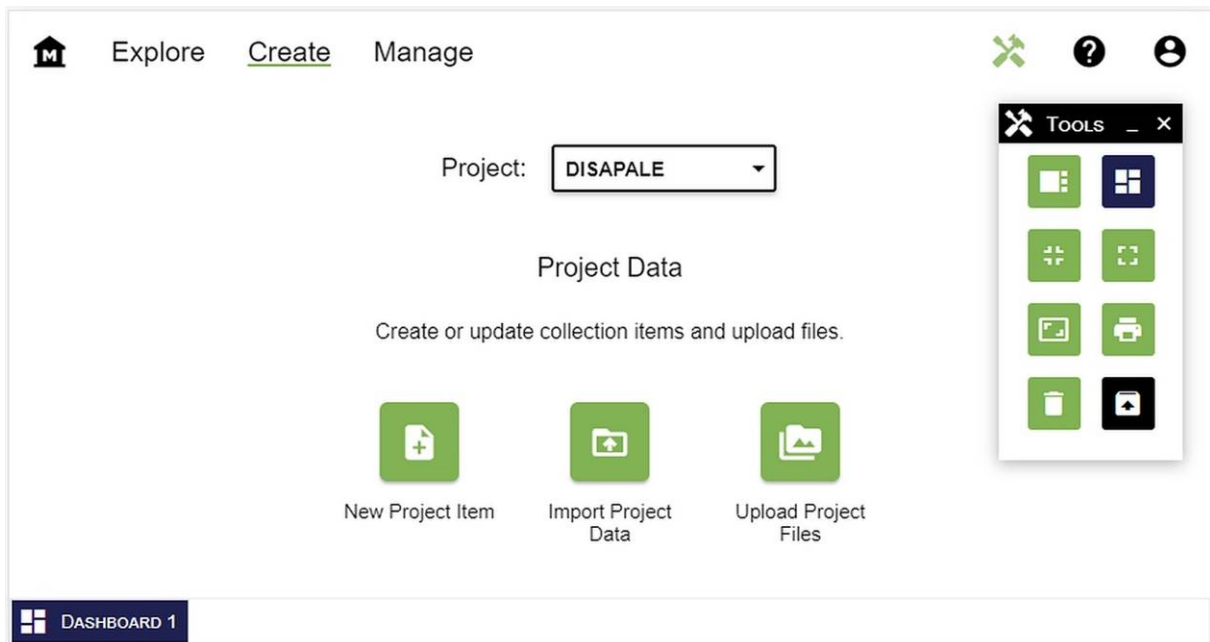 M
Explore Create Manage
?
TOOLS _ ×
Project: DISAPALE
Project Data
Create or update collection items and upload files.
New Project Item
Import Project
Data
Upload Project
Files
DASHBOARD 1